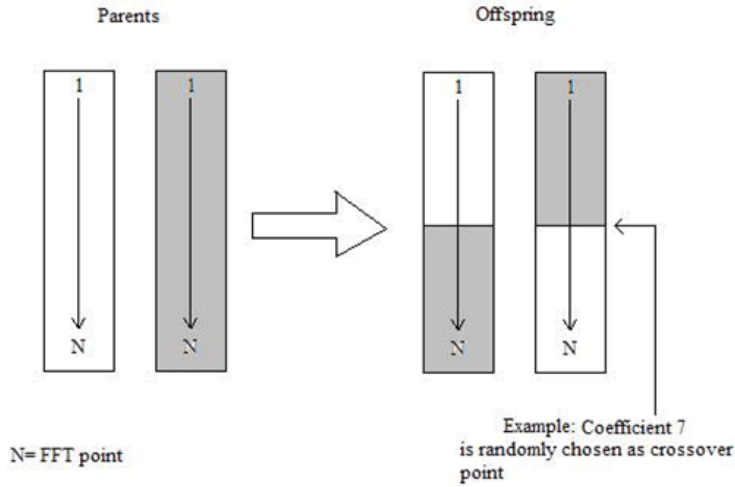 Parents
Offspring
1
1
1
1
N
N
N
N
N= FFT point
Example: Coefficient 7
is randomly chosen as crossover
point